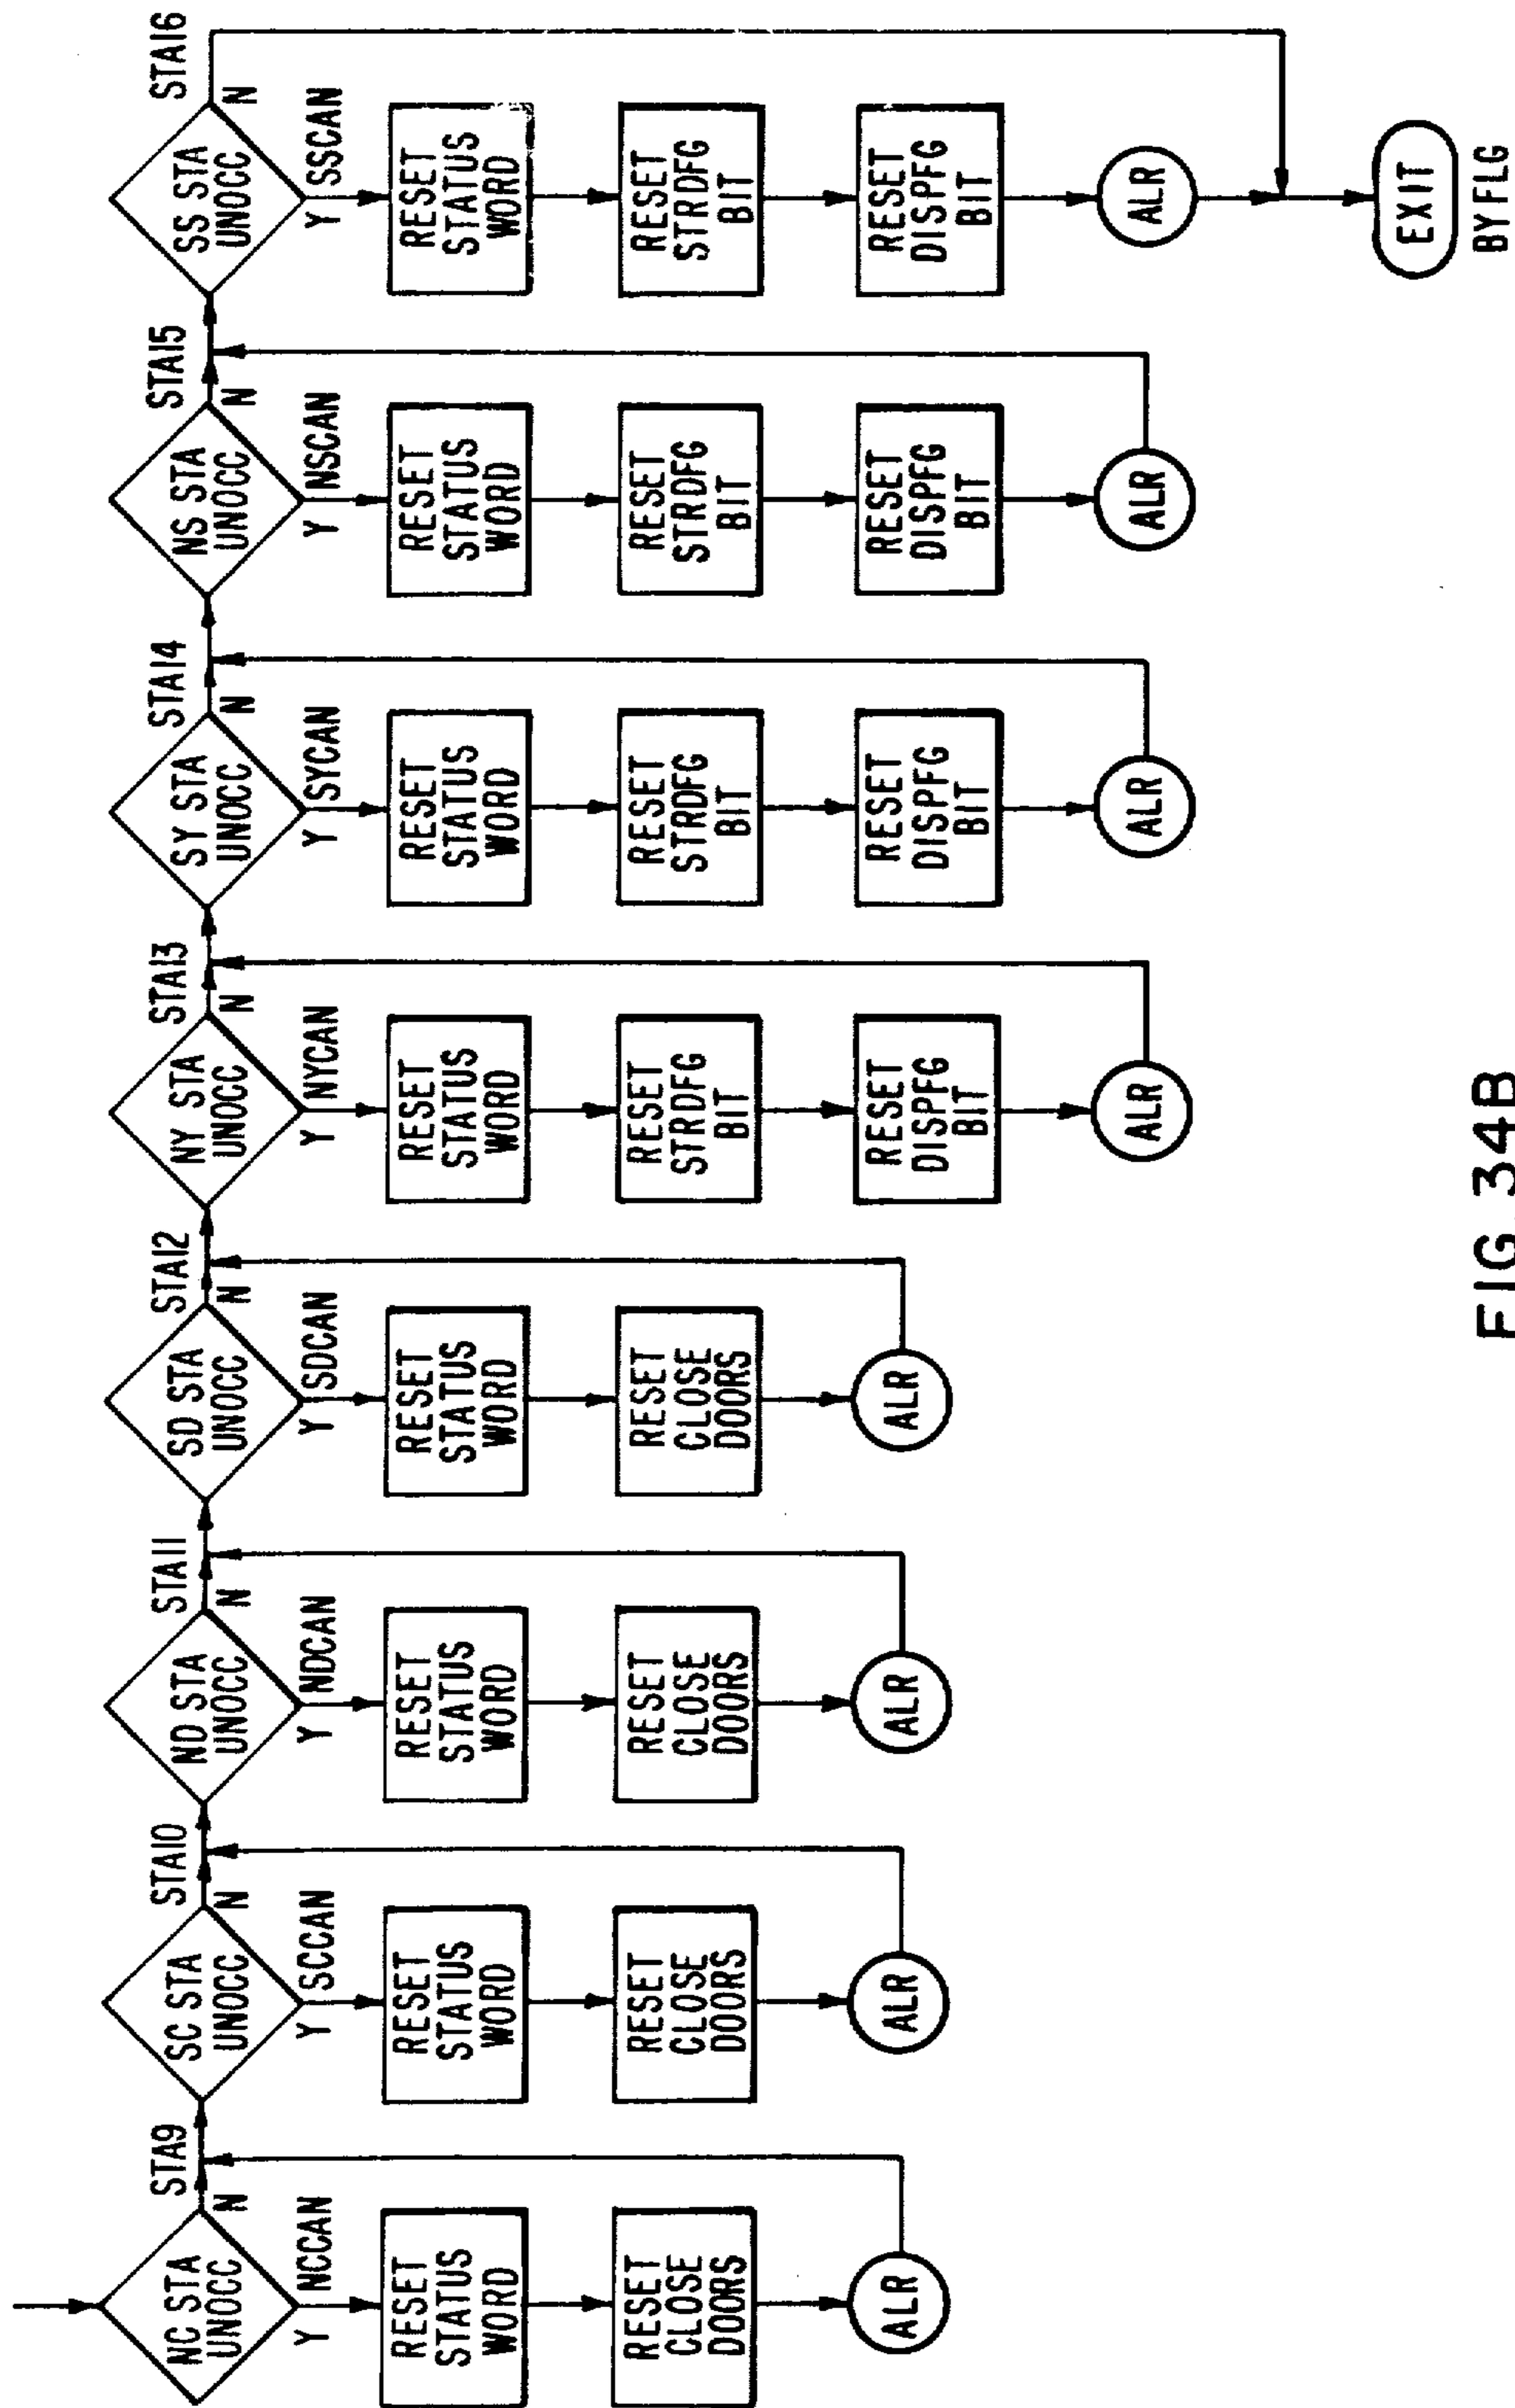 NC STA
UNOCC
N
STA9
Y
NCCAN
RESET
STATUS
WORD
RESET
CLOSE
DOORS
ALR
SC STA
UNOCC
N
STA10
Y
SCCAN
RESET
STATUS
WORD
RESET
CLOSE
DOORS
ALR
ND STA
UNOCC
N
STA11
Y
NDCAN
RESET
STATUS
WORD
RESET
CLOSE
DOORS
ALR
SD STA
UNOCC
N
STA12
Y
SDCAN
RESET
STATUS
WORD
RESET
CLOSE
DOORS
ALR
NY STA
UNOCC
N
STA13
Y
NYCAN
RESET
STATUS
WORD
RESET
STRDFG
BIT
RESET
DISPFG
BIT
ALR
SY STA
UNOCC
N
STA14
Y
SYCAN
RESET
STATUS
WORD
RESET
STRDFG
BIT
RESET
DISPFG
BIT
ALR
NS STA
UNOCC
N
STA15
Y
NSCAN
RESET
STATUS
WORD
RESET
STRDFG
BIT
RESET
DISPFG
BIT
ALR
SS STA
UNOCC
N
STA16
Y
SSCAN
RESET
STATUS
WORD
RESET
STRDFG
BIT
RESET
DISPFG
BIT
ALR
EXIT
BYFLG
FIG. 34B